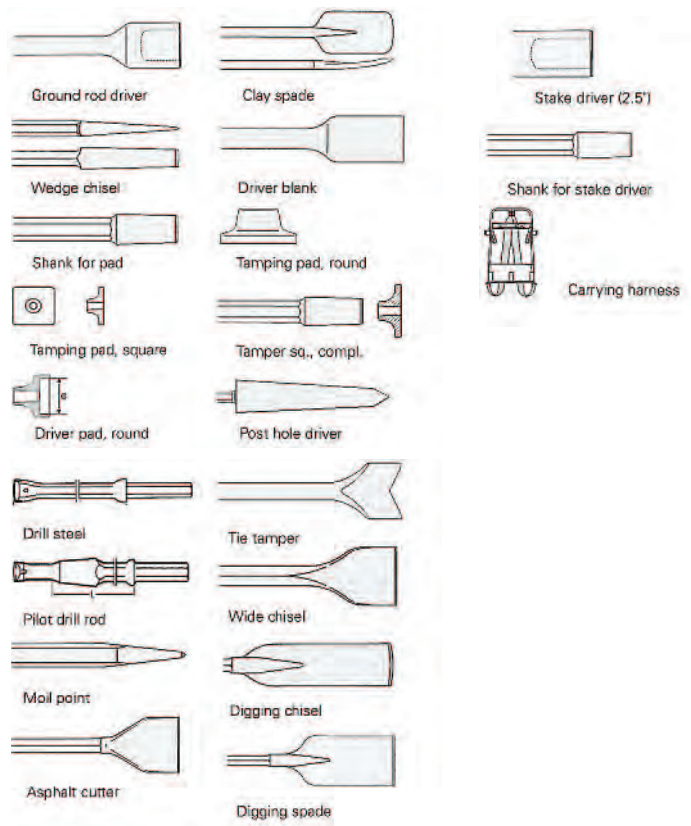 Ground rod driver
Clay spade
Stake driver (2.5")
Wedge chisel
Driver blank
Shank for stake driver
Shank for pad
Tamping pad, round
Carrying harness
Tamping pad, square
Tamper sq., compl.
Driver pad, round
Post hole driver
Drill steel
Tie tamper
L
Pilot drill rod
Wide chisel
Moil point
Digging chisel
Asphalt cutter
Digging spade